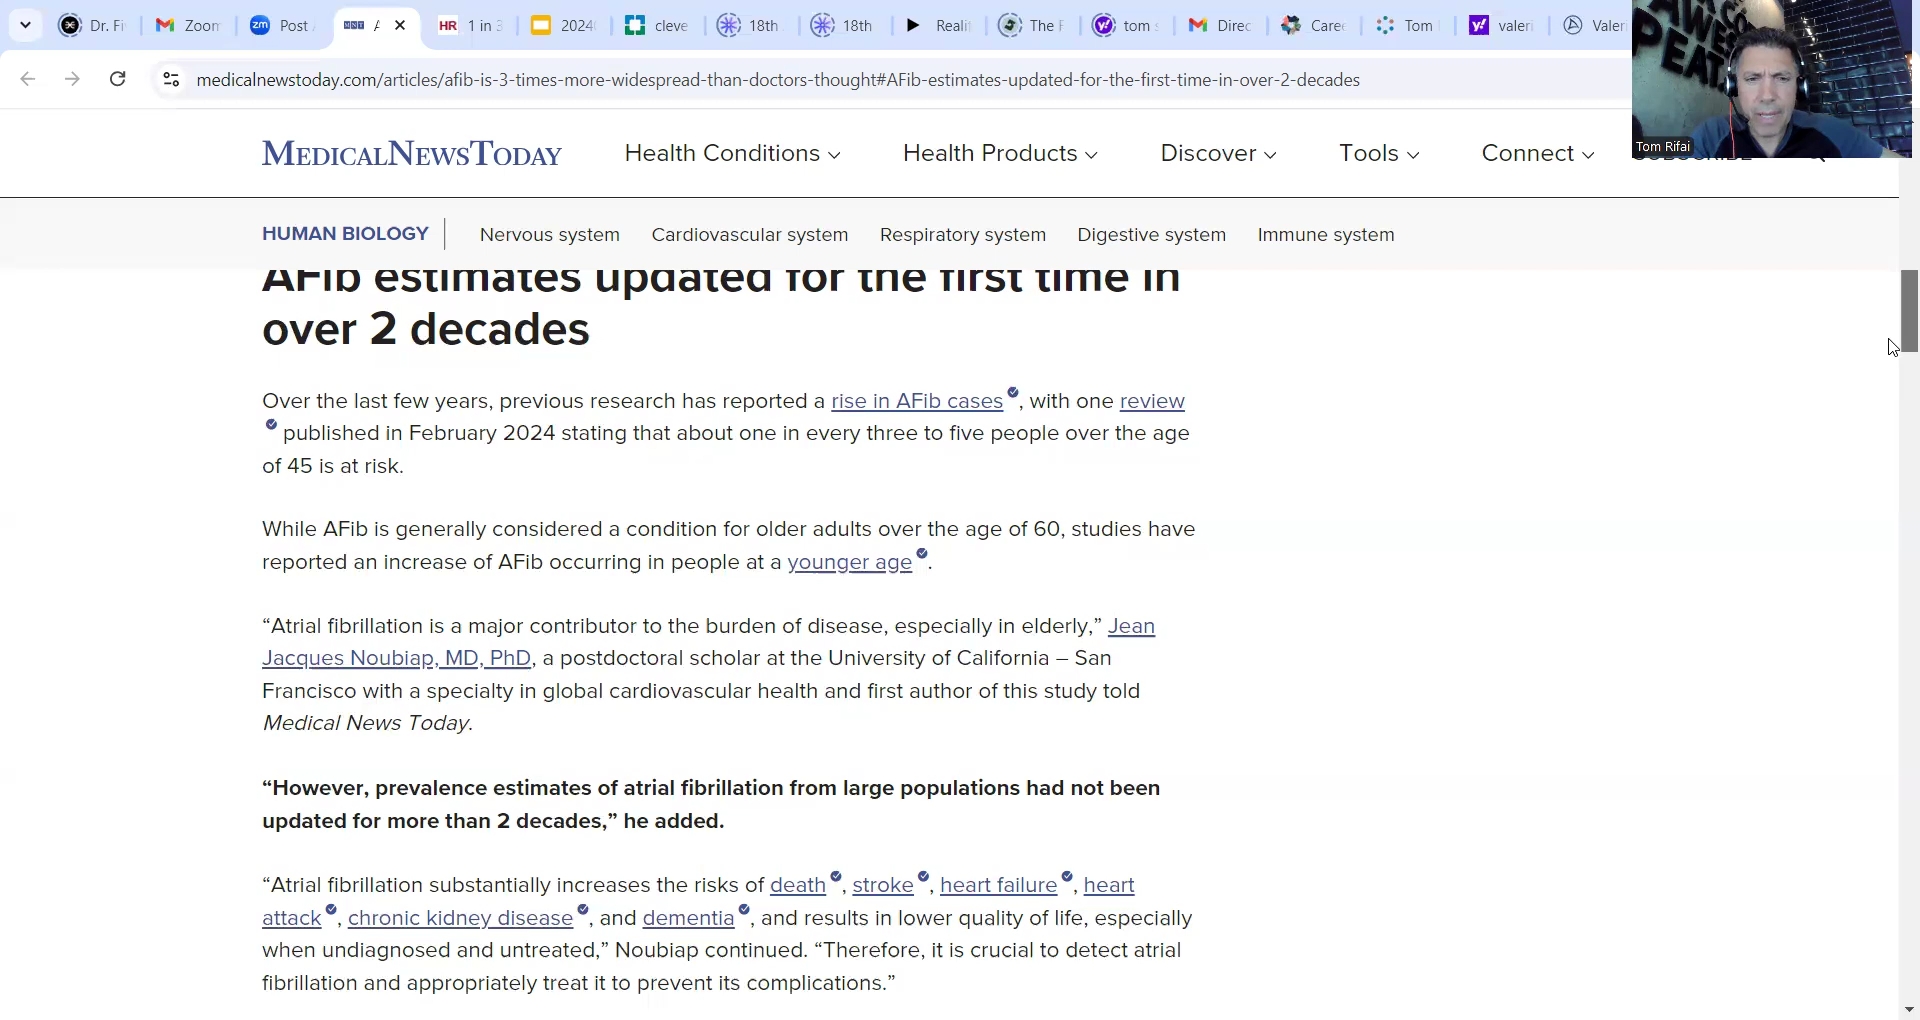 Dr. Fi
Zoom
Post
1 in 3
2024
cleve
18th
18th
Reali
The F
tom s
Direc
Caree
Tom
valeri
Valeri
medicalnewstoday.com/articles/afib-is-3-times-more-widespread-than-doctors-thought#AFib-estimates-updated-for-the-first-time-in-over-2-decades
Tom Rifai
MEDICALNEWSTODAY
Health Conditions
Health Products
Discover
Tools
Connect
SUBSCRIBE
HUMAN BIOLOGY
Nervous system
Cardiovascular system
Respiratory system
Digestive system
Immune system
AFib estimates updated for the first time in
over 2 decades
Over the last few years, previous research has reported a rise in AFib cases, with one review
published in February 2024 stating that about one in every three to five people over the age
of 45 is at risk.
While AFib is generally considered a condition for older adults over the age of 60, studies have
reported an increase of AFib occurring in people at a younger age.
“Atrial fibrillation is a major contributor to the burden of disease, especially in elderly,” Jean
Jacques Noubiap, MD, PhD, a postdoctoral scholar at the University of California – San
Francisco with a specialty in global cardiovascular health and first author of this study told
Medical News Today.
“However, prevalence estimates of atrial fibrillation from large populations had not been
updated for more than 2 decades,” he added.
“Atrial fibrillation substantially increases the risks of death, stroke, heart failure, heart
attack, chronic kidney disease, and dementia, and results in lower quality of life, especially
when undiagnosed and untreated,” Noubiap continued. “Therefore, it is crucial to detect atrial
fibrillation and appropriately treat it to prevent its complications.”